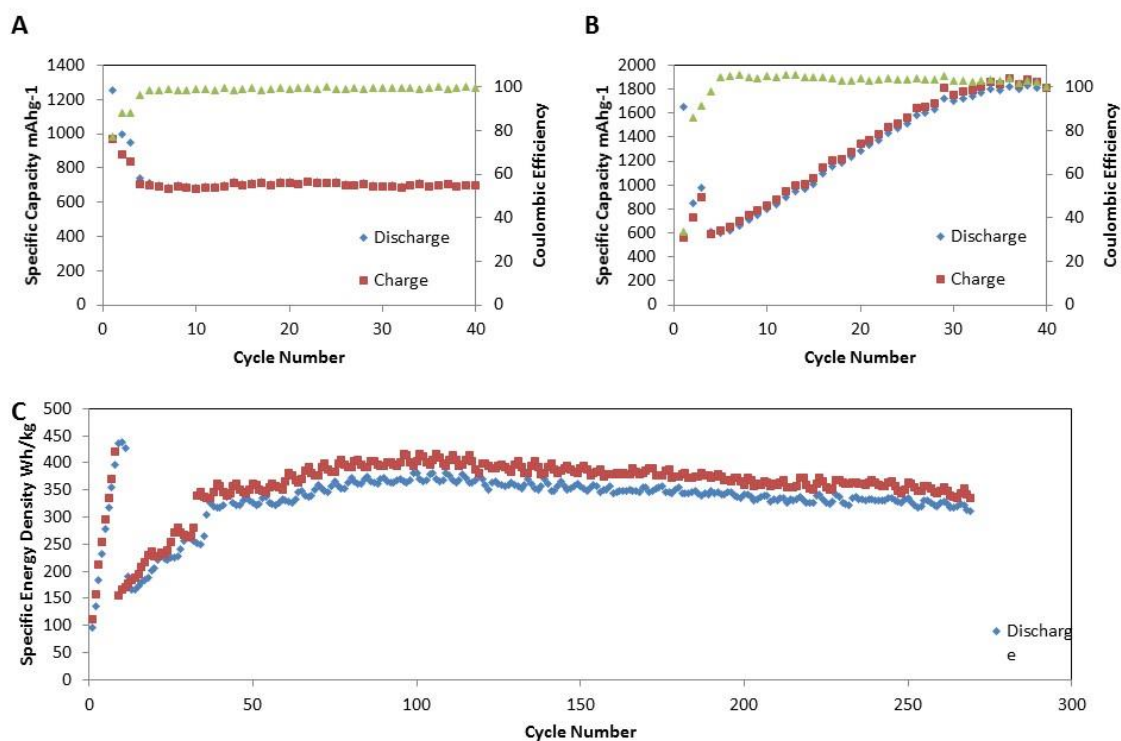 A
Specific Capacity mAhg-1
1400
1200
1000
800
600
400
200
0
0 10 20 30 40
Cycle Number
100
80
60
40
20
0
Coulombic Efficiency
Discharge
Charge
B
Specific Capacity mAhg-1
2000
1800
1600
1400
1200
1000
800
600
400
200
0
0 10 20 30 40
Cycle Number
100
80
60
40
20
0
Coulombic Efficiency
Discharge
Charge
C
Specific Energy Density Wh/kg
500
450
400
350
300
250
200
150
100
50
0
0 50 100 150 200 250 300
Cycle Number
Discharg
e